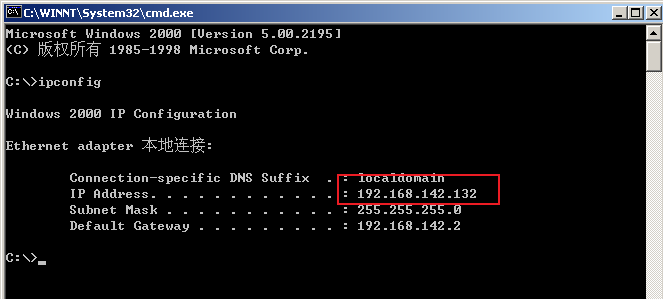 C:\WINNT\System32\cmd.exe
Microsoft Windows 2000 [Version 5.00.2195]
(C) 版权所有 1985-1998 Microsoft Corp.
C:\>ipconfig
Windows 2000 IP Configuration
Ethernet adapter 本地连接:
Connection-specific DNS Suffix  . : localdomain
IP Address. . . . . . . . . . . . : 192.168.142.132
Subnet Mask . . . . . . . . . . . : 255.255.255.0
Default Gateway . . . . . . . . . : 192.168.142.2
C:\>_